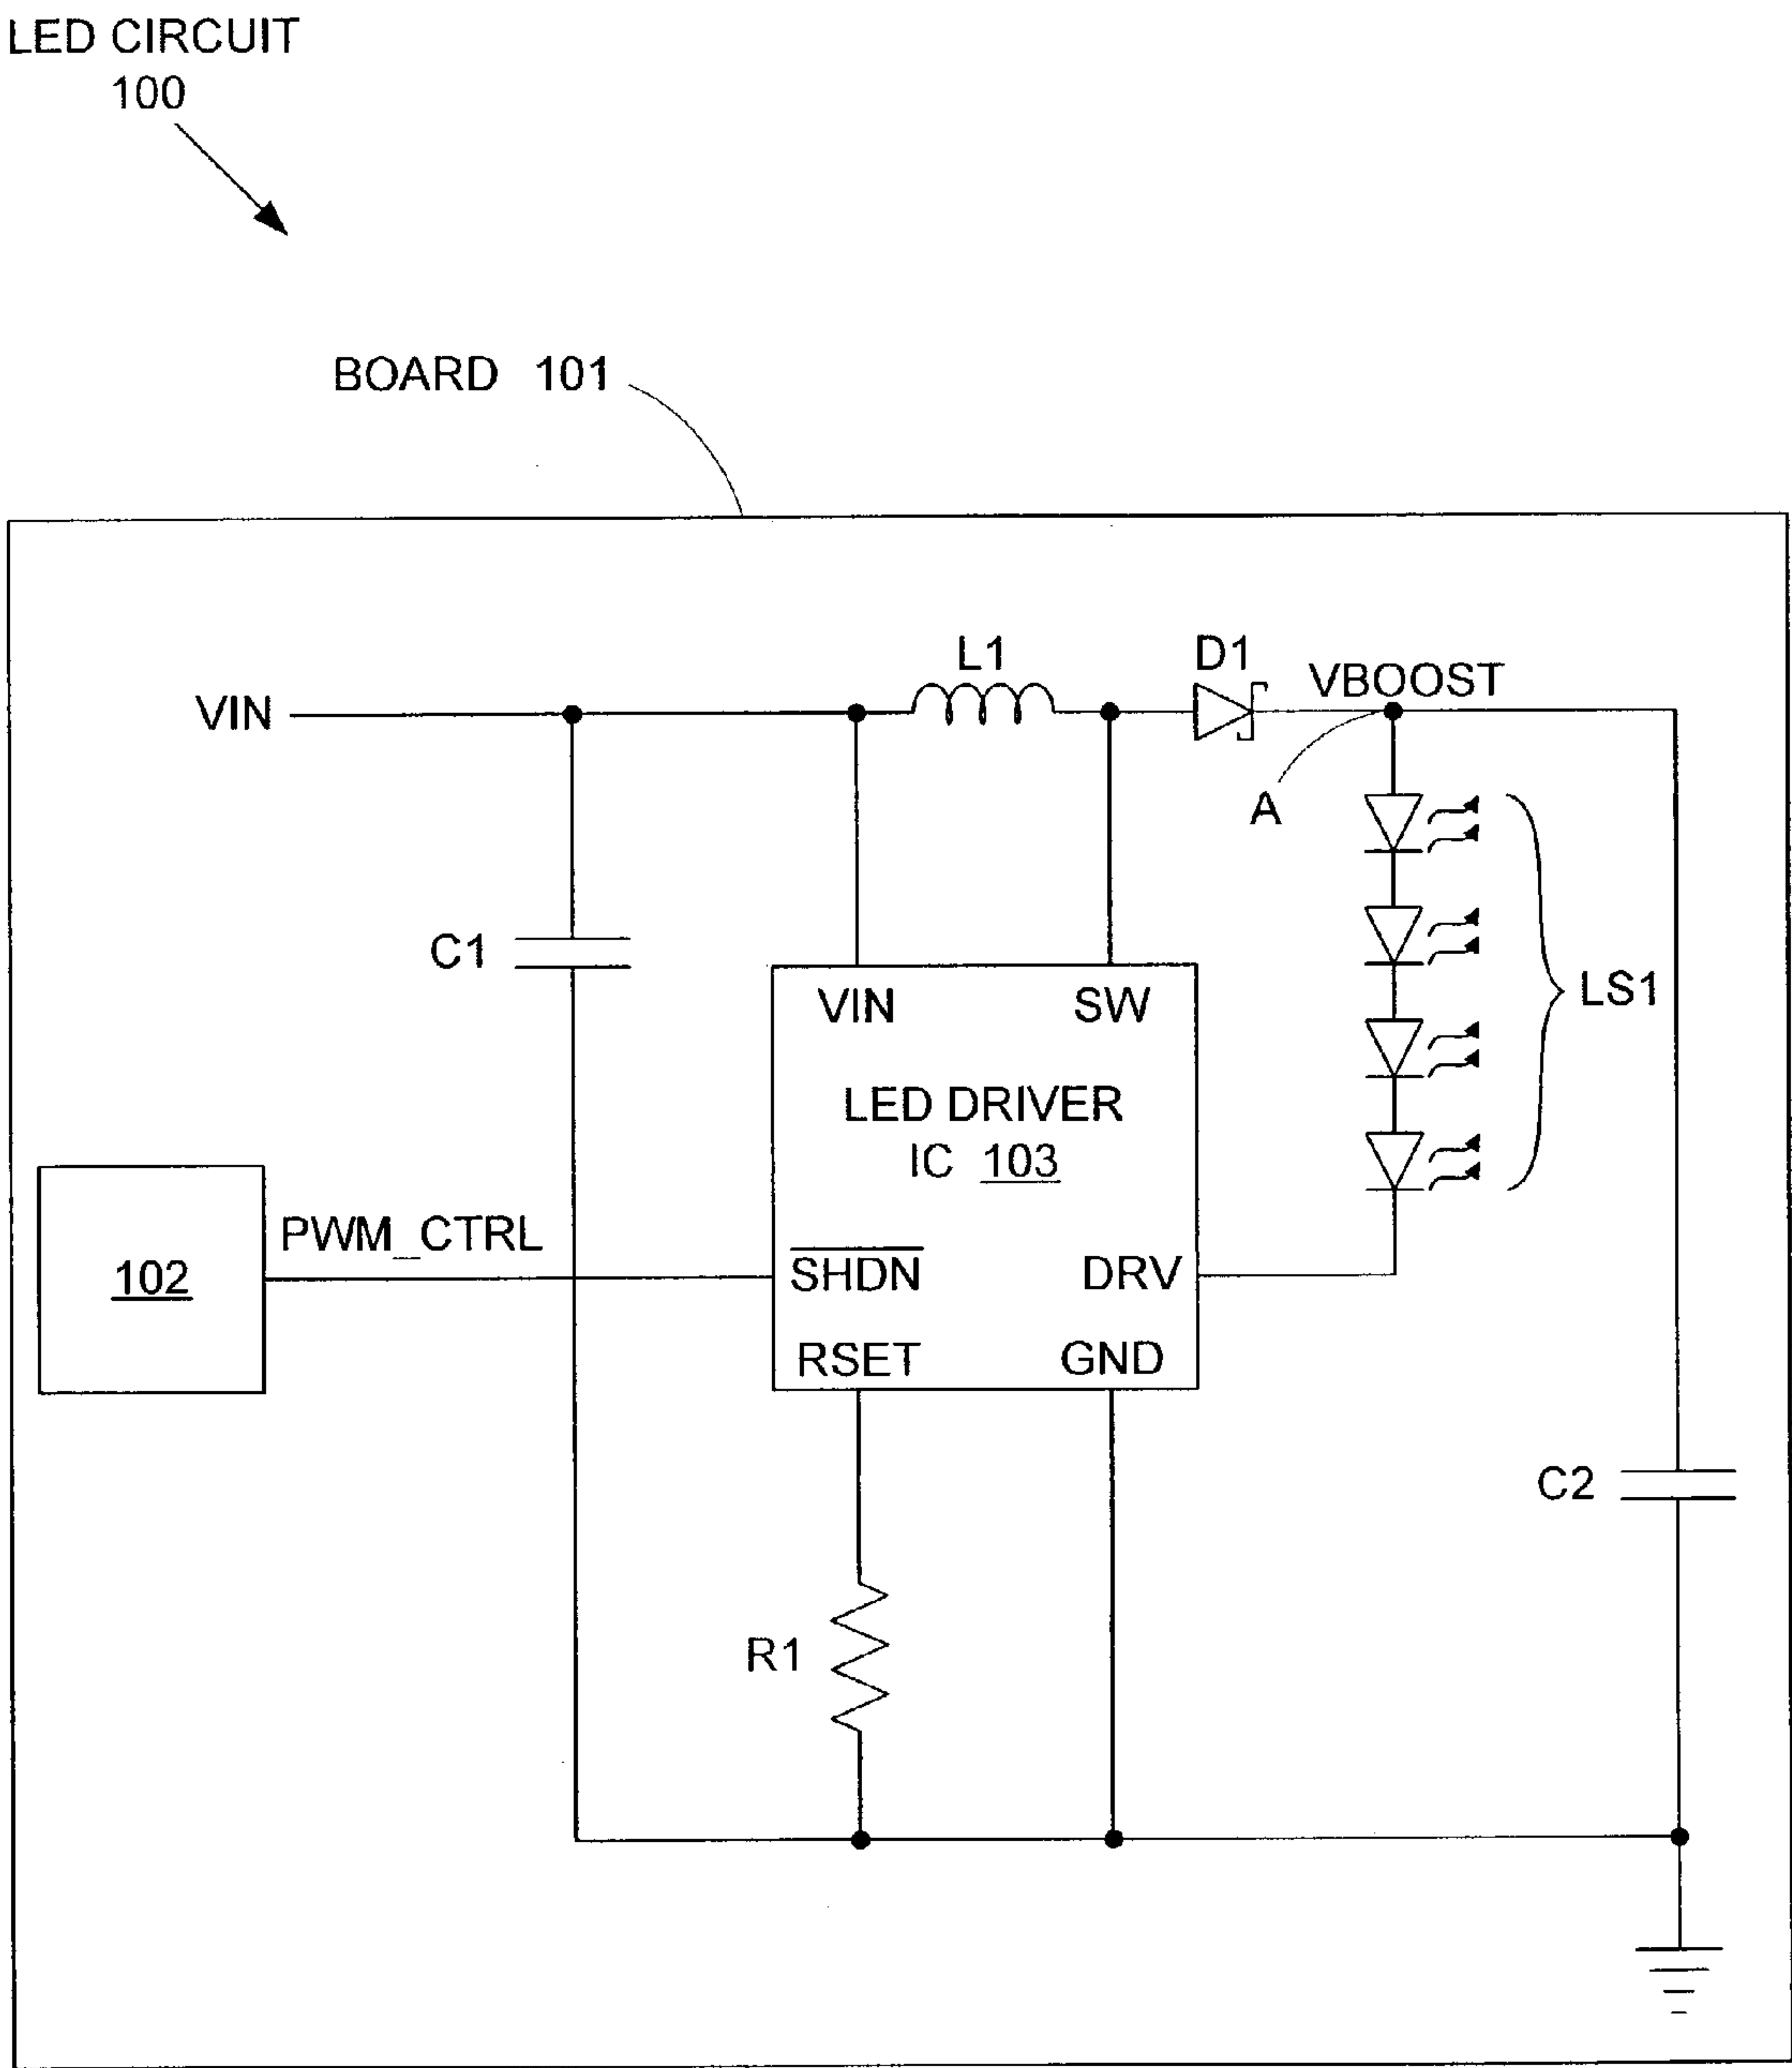 LED CIRCUIT
100
BOARD 101
L1
D1
VBOOST
VIN
A
C1
LS1
VIN
SW
LED DRIVER
IC 103
PWM_CTRL
102
SHDN
DRV
RSET
GND
C2
R1